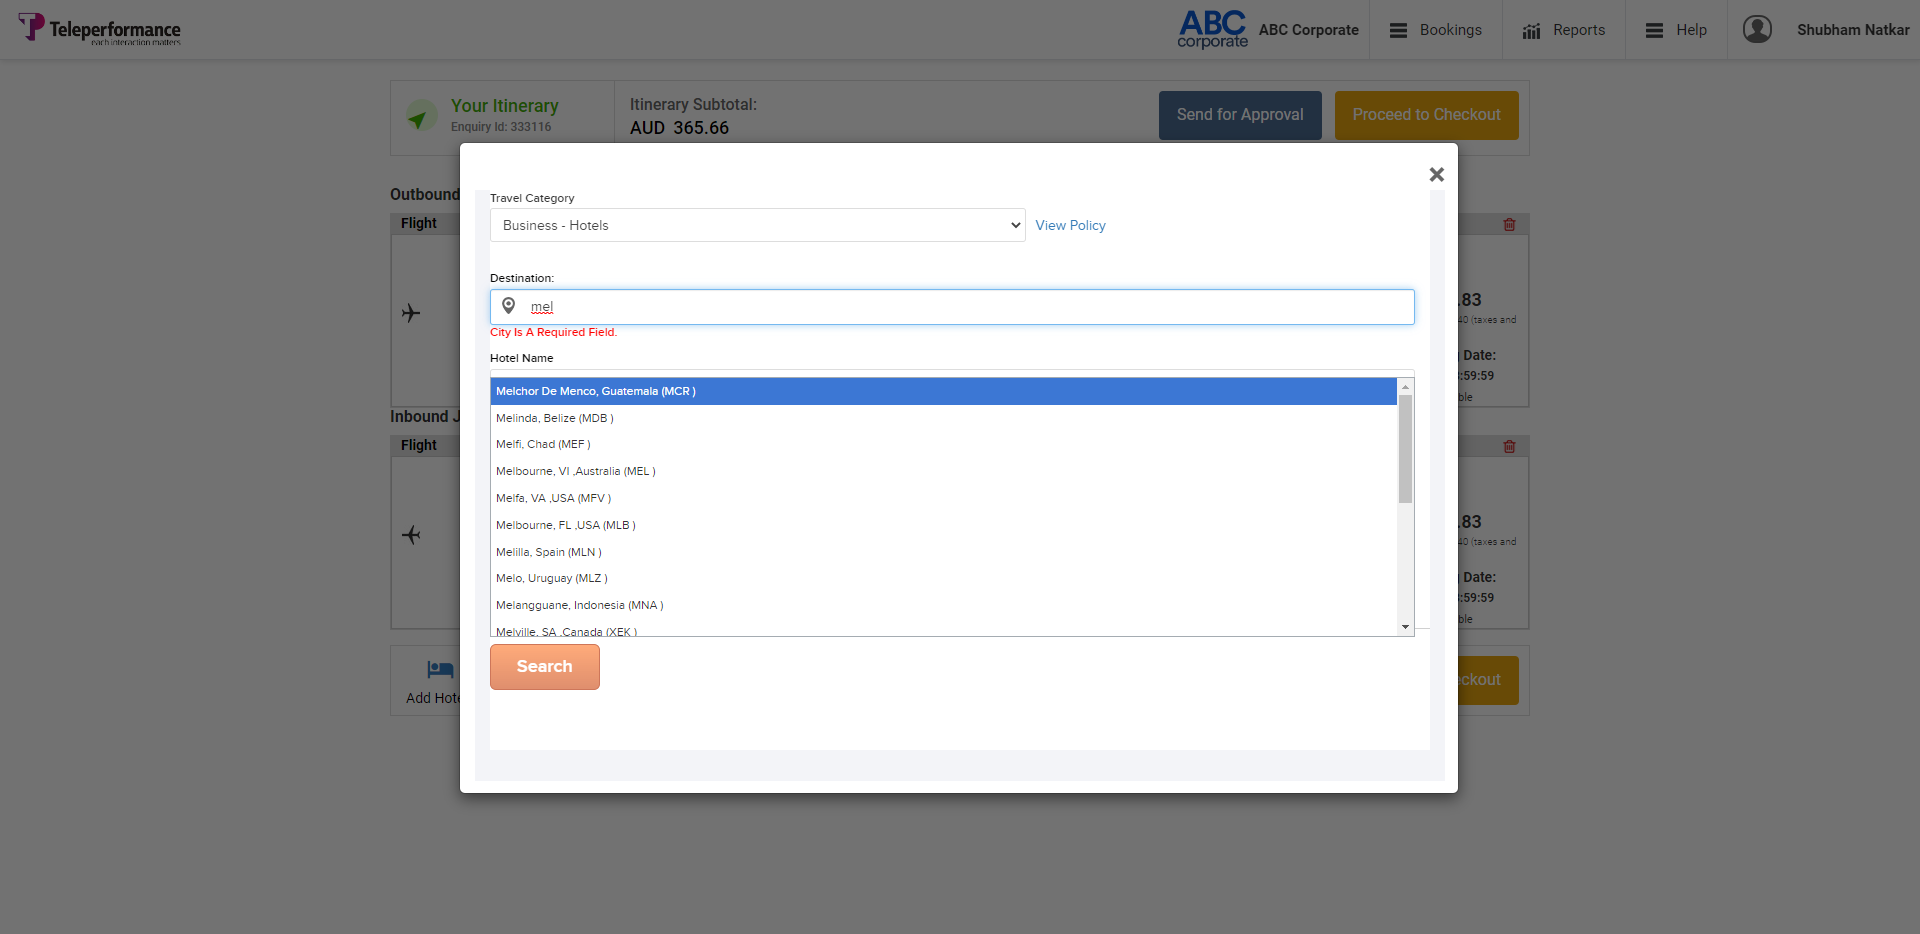 Teleperformance
each interaction matters
ABC
corporate
ABC Corporate
Bookings
Reports
Help
Shubham Natkar
Your Itinerary
Enquiry Id: 333116
Itinerary Subtotal:
AUD 365.66
Send for Approval
Proceed to Checkout
Outbound
Flight
Travel Category
Business - Hotels
View Policy
Destination:
mel
City Is A Required Field.
Hotel Name
Melchor De Menco, Guatemala (MCR )
Melinda, Belize (MDB )
Melfi, Chad (MEF )
Melbourne, VI ,Australia (MEL )
Melfa, VA ,USA (MFV )
Melbourne, FL ,USA (MLB )
Melilla, Spain (MLN )
Melo, Uruguay (MLZ )
Melangguane, Indonesia (MNA )
Melville, SA ,Canada (XEK )
Search
.83
40 (taxes and
Date:
:59:59
ble
Inbound J
Flight
.83
40 (taxes and
Date:
:59:59
ble
Add Hote
eckout